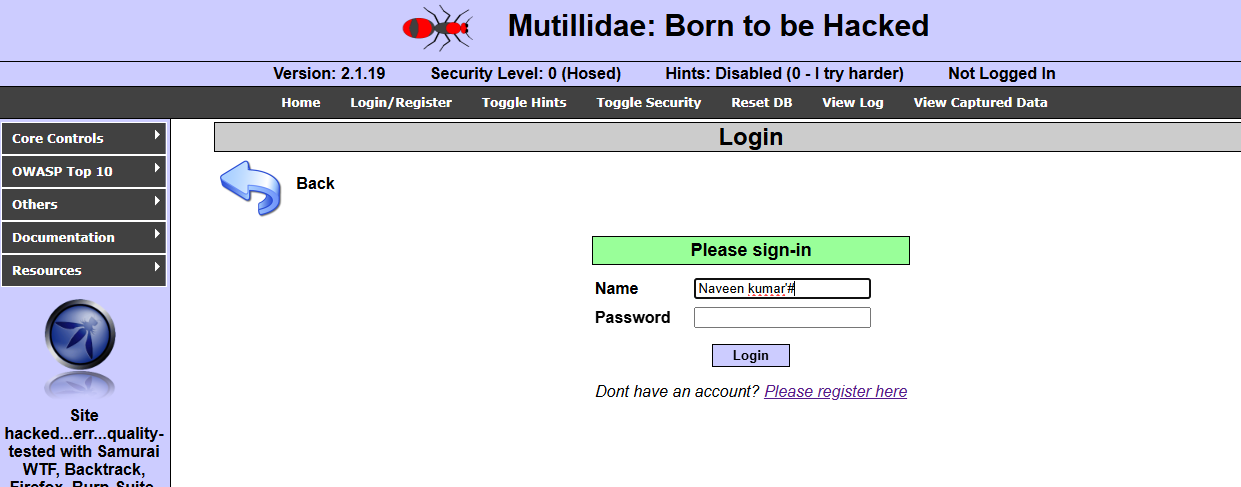 Mutillidae: Born to be Hacked
Version: 2.1.19 Security Level: 0 (Hosed) Hints: Disabled (0 - I try harder) Not Logged In
Home Login/Register Toggle Hints Toggle Security Reset DB View Log View Captured Data
Core Controls
OWASP Top 10
Others
Documentation
Resources
Site
hacked...err...quality-
tested with Samurai
WTF, Backtrack,
Firefox, Burp-Suite,
Login
Back
Please sign-in
Name Naveen kumar'#
Password
Login
Dont have an account? Please register here